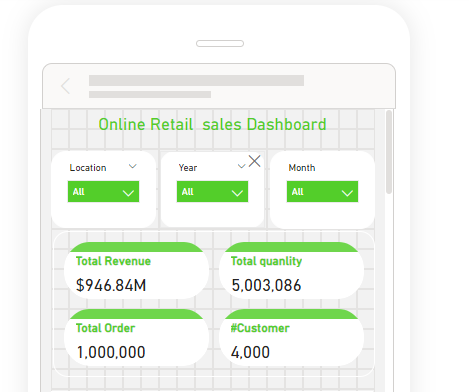 Online Retail sales Dashboard
Location Year Month
All All All
Total Revenue Total quanlity
$946.84M 5,003,086
Total Order #Customer
1,000,000 4,000